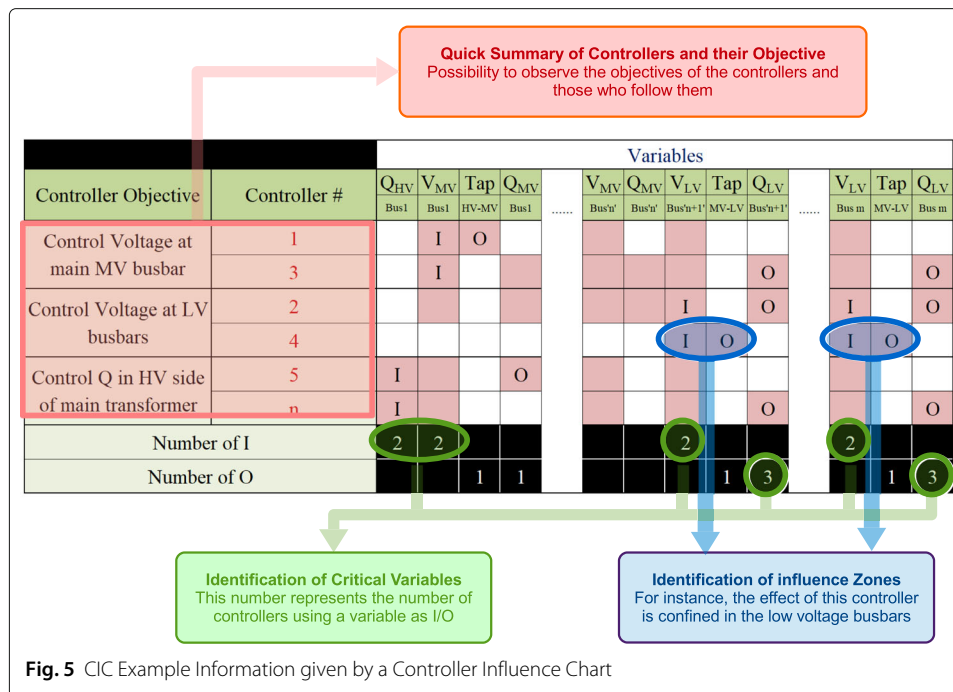 Quick Summary of Controllers and their Objective
Possibility to observe the objectives of the controllers and
those who follow them
Variables
Controller Objective Controller # Q_HV V_MV Tap Q_MV ...... V_MV Q_MV V_LV Tap Q_LV ...... V_LV Tap Q_LV
Bus1 Bus1 HV-MV Bus1 Bus'n' Bus'n' Bus'n+1' MV-LV Bus'n+1' Bus m MV-LV Bus m
Control Voltage at
main MV busbar
1 I O
3 I O O
Control Voltage at LV
busbars
2 I O I O
4 I O I O
Control Q in HV side
of main transformer
5 I O
n I O O
Number of I 2 2 2 2
Number of O 1 1 1 3 1 3
Identification of Critical Variables
This number represents the number of
controllers using a variable as I/O
Identification of influence Zones
For instance, the effect of this controller
is confined in the low voltage busbars
Fig. 5 CIC Example Information given by a Controller Influence Chart